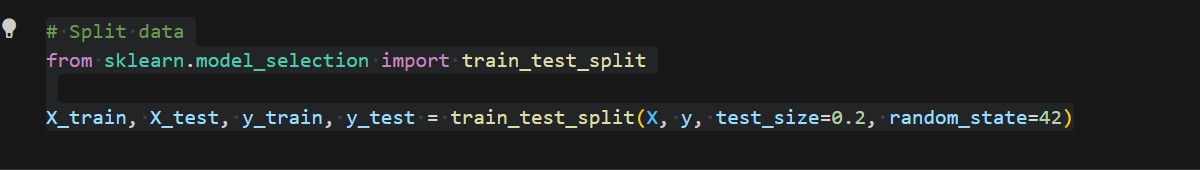 # Split data
from sklearn.model_selection import train_test_split
X_train, X_test, y_train, y_test = train_test_split(X, y, test_size=0.2, random_state=42)